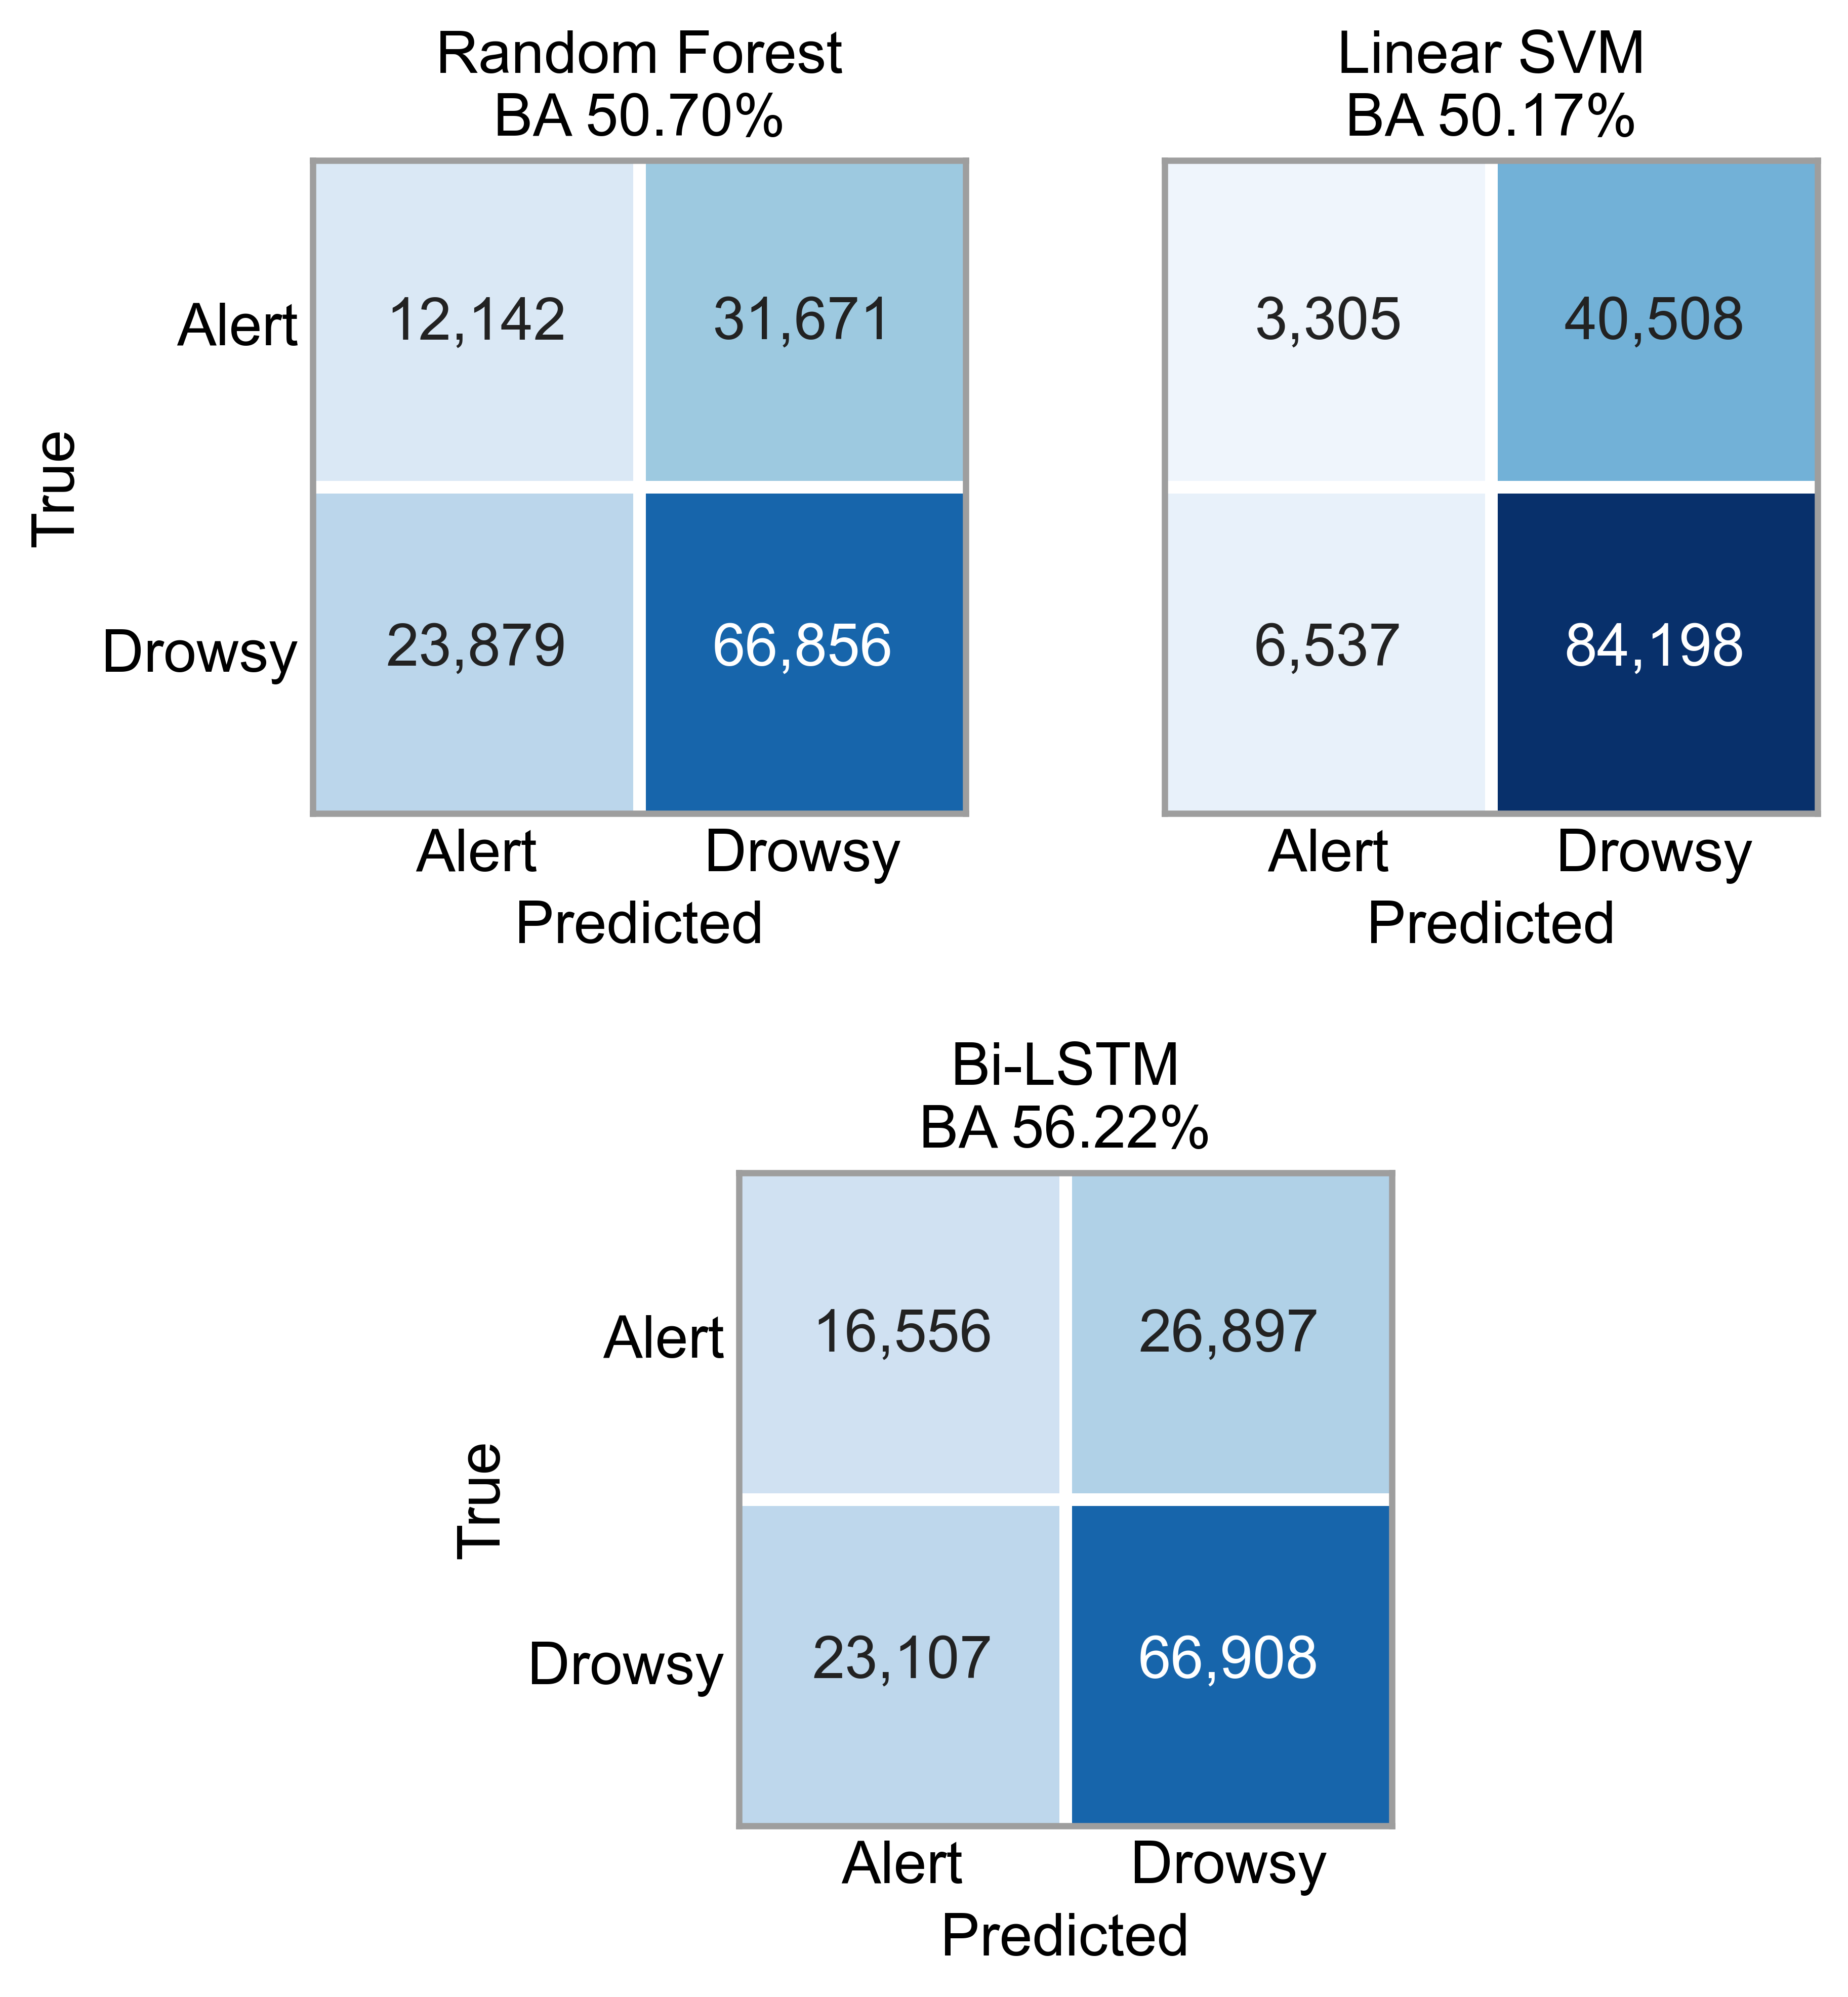 Random Forest
BA 50.70%
Linear SVM
BA 50.17%
True
Alert
12,142
31,671
Drowsy
23,879
66,856
Alert
Drowsy
Predicted
3,305
40,508
6,537
84,198
Alert
Drowsy
Predicted
Bi-LSTM
BA 56.22%
True
Alert
16,556
26,897
Drowsy
23,107
66,908
Alert
Drowsy
Predicted